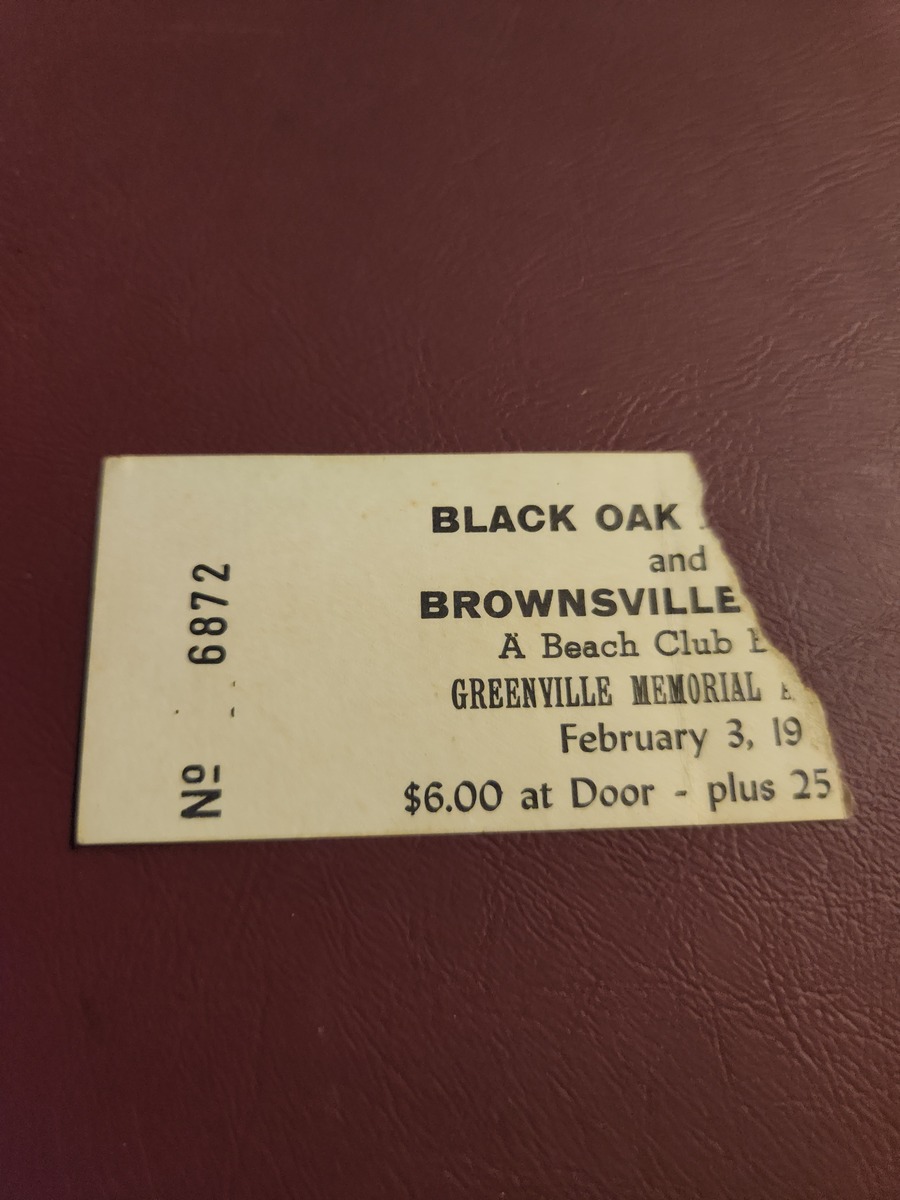 BLACK OAK
and
BROWNSVILLE
A Beach Club
GREENVILLE MEMORIAL
February 3, 19
$6.00 at Door - plus 25
Nº 6872